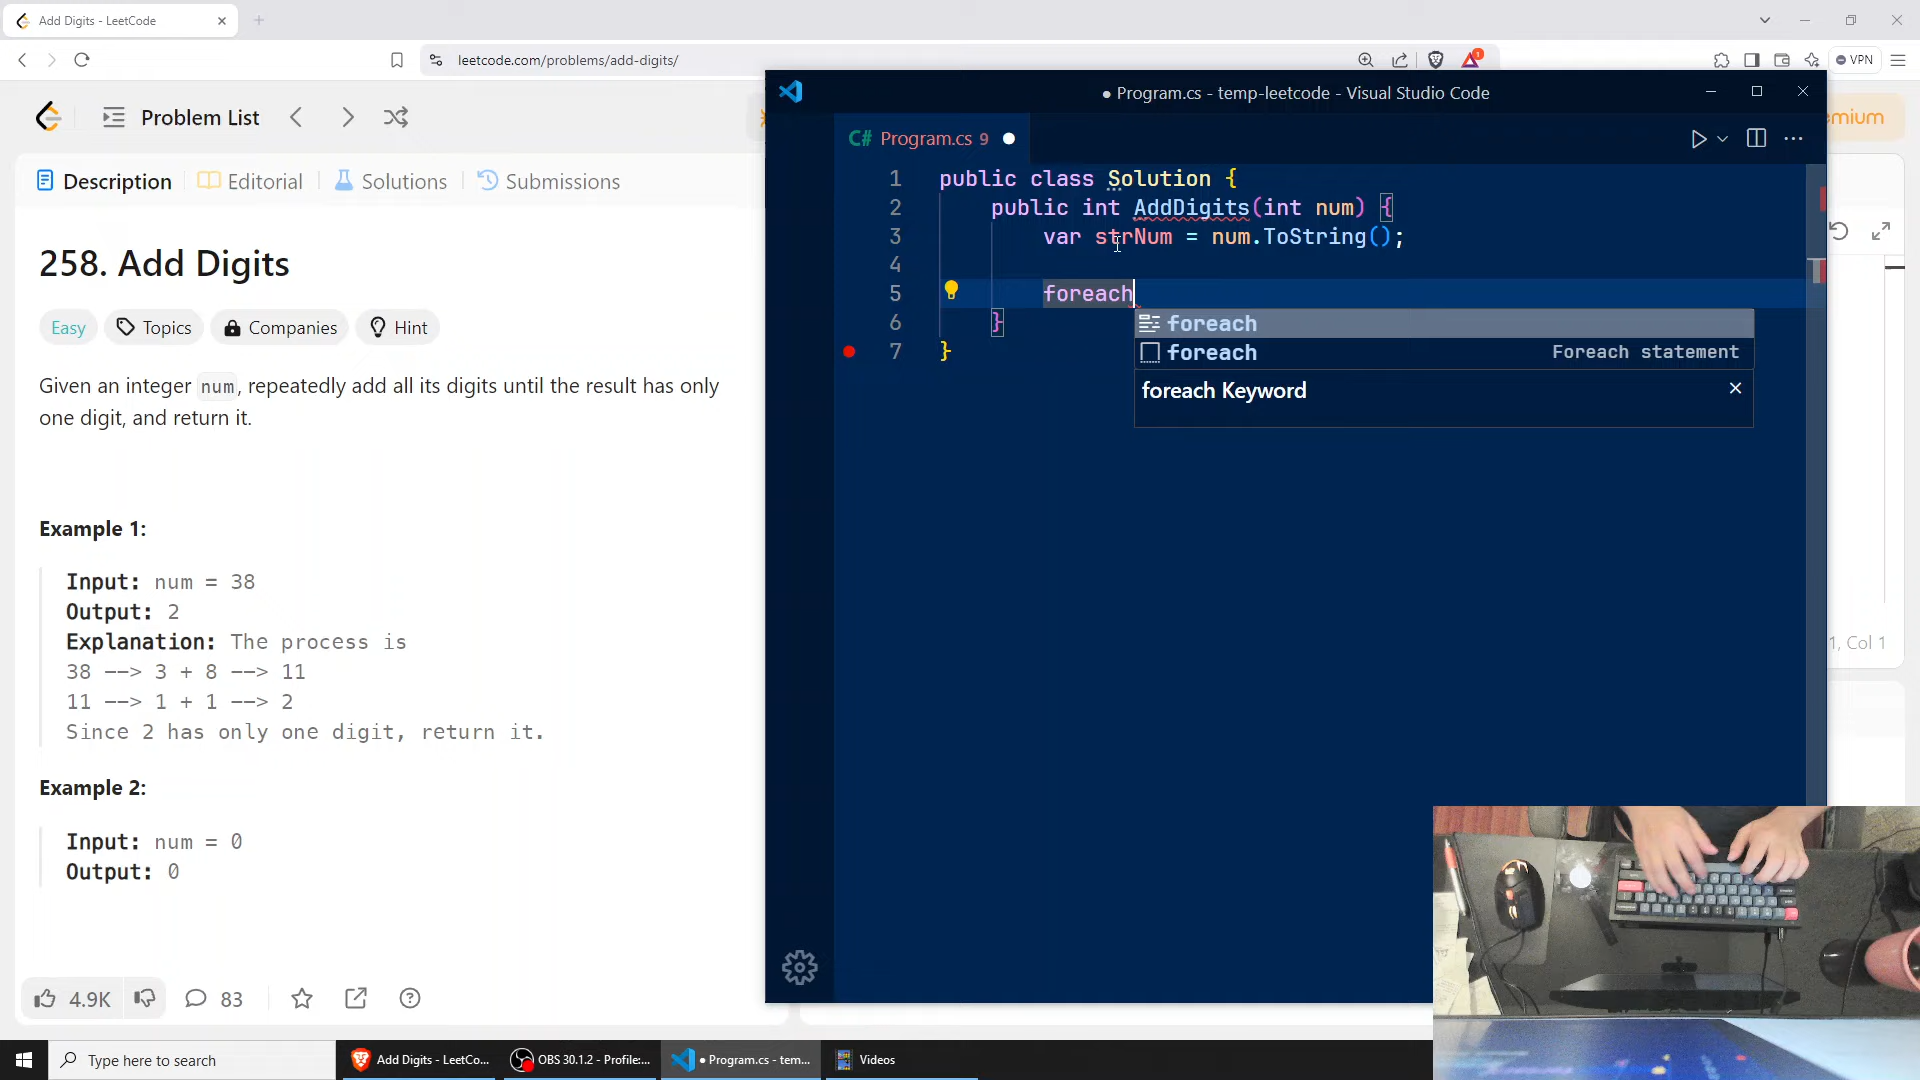 Add Digits - LeetCode
leetcode.com/problems/add-digits/
1
VPN
Problem List
emium
Description
Editorial
Solutions
Submissions
258. Add Digits
Easy
Topics
Companies
Hint
Given an integer num, repeatedly add all its digits until the result has only
one digit, and return it.
Example 1:
Input: num = 38
Output: 2
Explanation: The process is
38 --> 3 + 8 --> 11
11 --> 1 + 1 --> 2
Since 2 has only one digit, return it.
Example 2:
Input: num = 0
Output: 0
4.9K
83
● Program.cs - temp-leetcode - Visual Studio Code
C# Program.cs 9
1 public class Solution {
2 public int AddDigits(int num) {
3 var strNum = num.ToString();
4
5 foreach
6 }
7 }
foreach
foreach Foreach statement
foreach Keyword
1, Col 1
Type here to search
Add Digits - LeetCo...
OBS 30.1.2 - Profile:...
● Program.cs - tem...
Videos